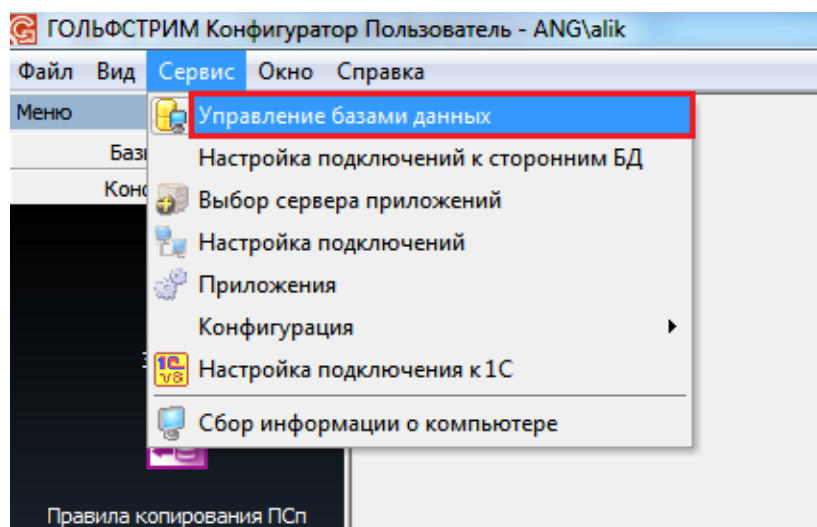 ГОЛЬФСТРИМ Конфигуратор Пользователь - ANG\alik
Файл Вид Сервис Окно Справка
Меню
Управление базами данных
Настройка подключений к сторонним БД
Выбор сервера приложений
Настройка подключений
Приложения
Конфигурация
Настройка подключения к 1С
Сбор информации о компьютере
Правила копирования ПСп